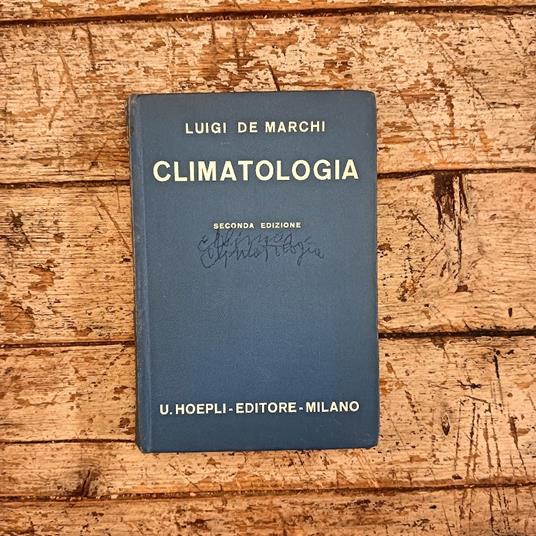 LUIGI DE MARCHI
CLIMATOLOGIA
SECONDA EDIZIONE
U. HOEPLI - EDITORE - MILANO